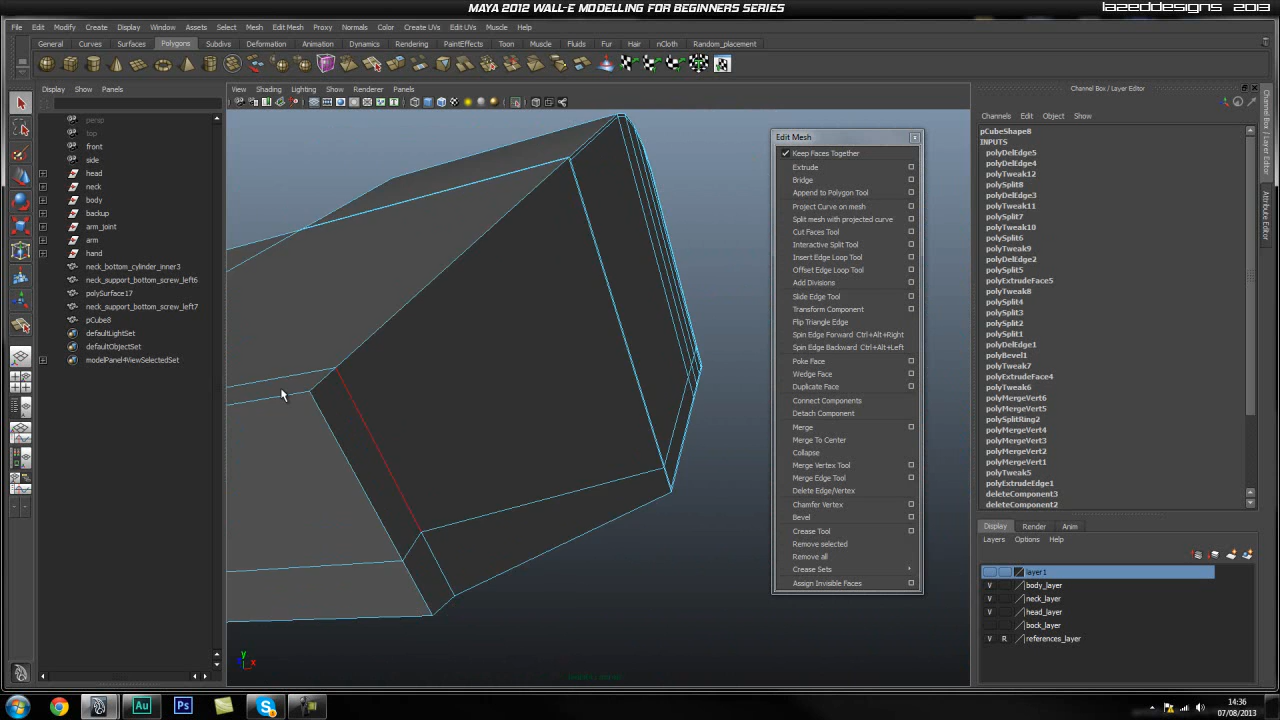 MAYA 2012 WALL-E MODELLING FOR BEGINNERS SERIES
lazeddesigns 2013
File Edit Modify Create Display Window Assets Select Mesh Edit Mesh Proxy Normals Color Create UVs Edit UVs Muscle Help
General Curves Surfaces Polygons Subdivs Deformation Animation Dynamics Rendering PaintEffects Toon Muscle Fluids Fur Hair nCloth Random_placement
Display Show Panels
View Shading Lighting Show Renderer Panels
Channel Box / Layer Editor
persp
top
front
side
head
neck
body
backup
arm_joint
arm
hand
neck_bottom_cylinder_inner3
neck_support_bottom_screw_left6
polySurface17
neck_support_bottom_screw_left7
pCube8
defaultLightSet
defaultObjectSet
modelPanel4ViewSelectedSet
Edit Mesh
Keep Faces Together
Extrude
Bridge
Append to Polygon Tool
Project Curve on mesh
Split mesh with projected curve
Cut Faces Tool
Interactive Split Tool
Insert Edge Loop Tool
Offset Edge Loop Tool
Add Divisions
Slide Edge Tool
Transform Component
Flip Triangle Edge
Spin Edge Forward Ctrl+Alt+Right
Spin Edge Backward Ctrl+Alt+Left
Poke Face
Wedge Face
Duplicate Face
Connect Components
Detach Component
Merge
Merge To Center
Collapse
Merge Vertex Tool
Merge Edge Tool
Delete Edge/Vertex
Chamfer Vertex
Bevel
Crease Tool
Remove selected
Remove all
Crease Sets
Assign Invisible Faces
Channels Edit Object Show
pCubeShape8
INPUTS
polyDelEdge5
polyDelEdge4
polyTweak12
polySplit8
polyDelEdge3
polyTweak11
polySplit7
polyTweak10
polySplit6
polyTweak9
polyDelEdge2
polySplit5
polyExtrudeFace5
polyTweak8
polySplit4
polySplit3
polySplit2
polySplit1
polyDelEdge1
polyBevel1
polyTweak7
polyExtrudeFace4
polyTweak6
polyMergeVert6
polyMergeVert5
polySplitRing2
polyMergeVert4
polyMergeVert3
polyMergeVert2
polyMergeVert1
polyTweak5
polyExtrudeEdge1
deleteComponent3
deleteComponent2
Display Render Anim
Layers Options Help
layer1
V body_layer
V neck_layer
V head_layer
bock_layer
V R references_layer
Channel Box / Layer Editor
Attribute Editor
y
x
Au
Ps
14:36
07/08/2013